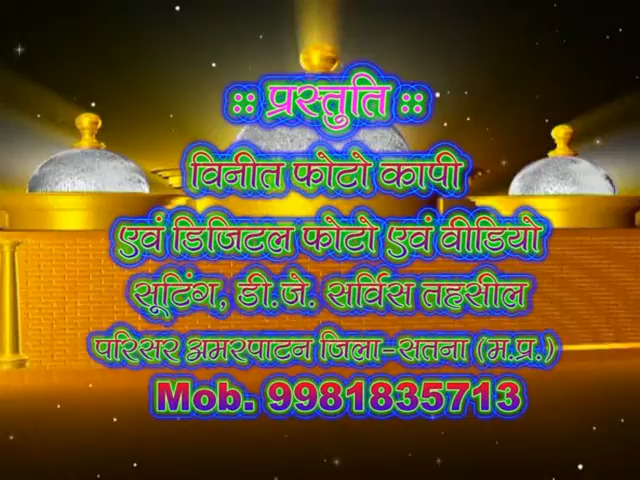 :: प्रस्तुति ::
विनीत फोटो कापी
एवं डिजिटल फोटो एवं वीडियो
सूटिंग, डी.जे. सर्विस तहसील
परिसर अमरपाटन जिला-सतना (म.प्र.)
Mob. 9981835713